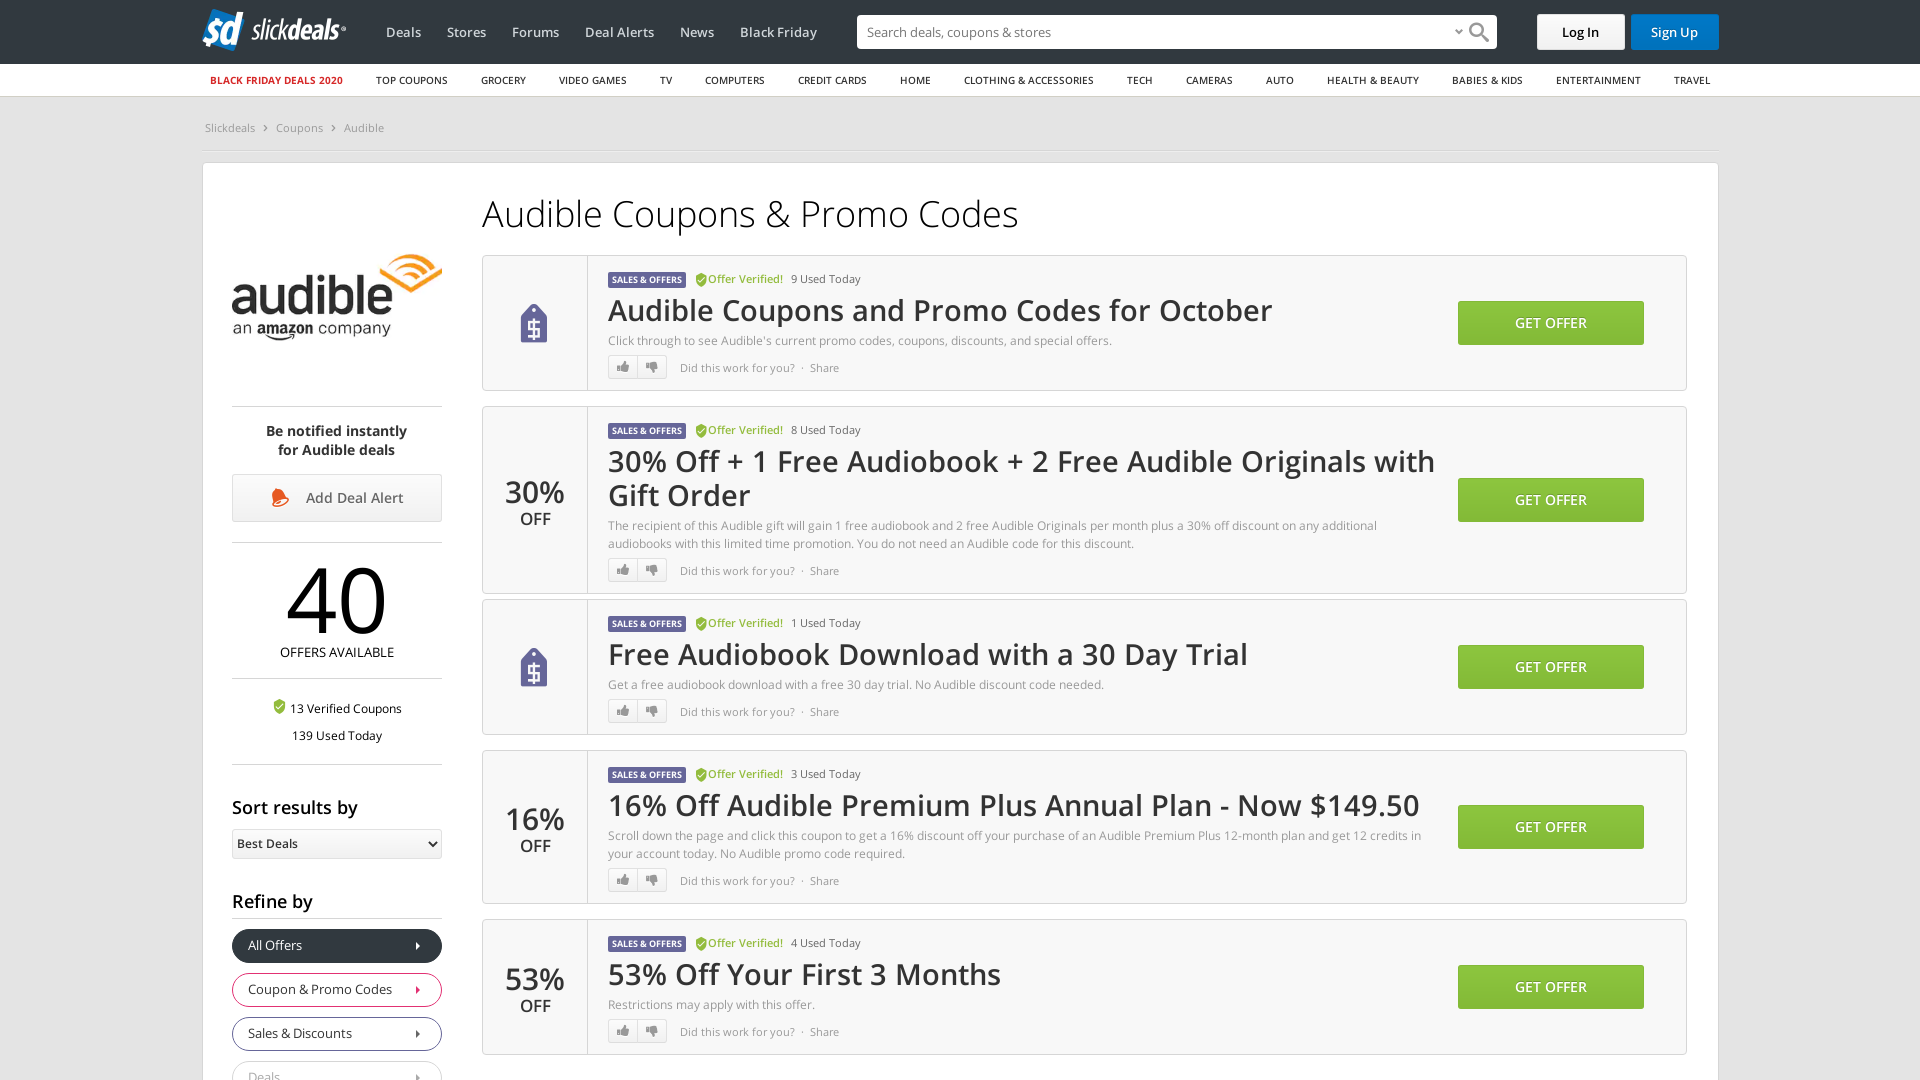 sd slickdeals
Deals Stores Forums Deal Alerts News Black Friday
Search deals, coupons & stores
Log In Sign Up
BLACK FRIDAY DEALS 2020 TOP COUPONS GROCERY VIDEO GAMES TV COMPUTERS CREDIT CARDS HOME CLOTHING & ACCESSORIES TECH CAMERAS AUTO HEALTH & BEAUTY BABIES & KIDS ENTERTAINMENT TRAVEL
Slickdeals > Coupons > Audible
audible
an amazon company
Be notified instantly
for Audible deals
Add Deal Alert
40
OFFERS AVAILABLE
13 Verified Coupons
139 Used Today
Sort results by
Best Deals
Refine by
All Offers
Coupon & Promo Codes
Sales & Discounts
Deals
Audible Coupons & Promo Codes
SALES & OFFERS Offer Verified! 9 Used Today
Audible Coupons and Promo Codes for October
Click through to see Audible's current promo codes, coupons, discounts, and special offers.
Did this work for you? · Share
GET OFFER
30%
OFF
SALES & OFFERS Offer Verified! 8 Used Today
30% Off + 1 Free Audiobook + 2 Free Audible Originals with
Gift Order
The recipient of this Audible gift will gain 1 free audiobook and 2 free Audible Originals per month plus a 30% off discount on any additional
audiobooks with this limited time promotion. You do not need an Audible code for this discount.
Did this work for you? · Share
GET OFFER
SALES & OFFERS Offer Verified! 1 Used Today
Free Audiobook Download with a 30 Day Trial
Get a free audiobook download with a free 30 day trial. No Audible discount code needed.
Did this work for you? · Share
GET OFFER
16%
OFF
SALES & OFFERS Offer Verified! 3 Used Today
16% Off Audible Premium Plus Annual Plan - Now $149.50
Scroll down the page and click this coupon to get a 16% discount off your purchase of an Audible Premium Plus 12-month plan and get 12 credits in
your account today. No Audible promo code required.
Did this work for you? · Share
GET OFFER
53%
OFF
SALES & OFFERS Offer Verified! 4 Used Today
53% Off Your First 3 Months
Restrictions may apply with this offer.
Did this work for you? · Share
GET OFFER